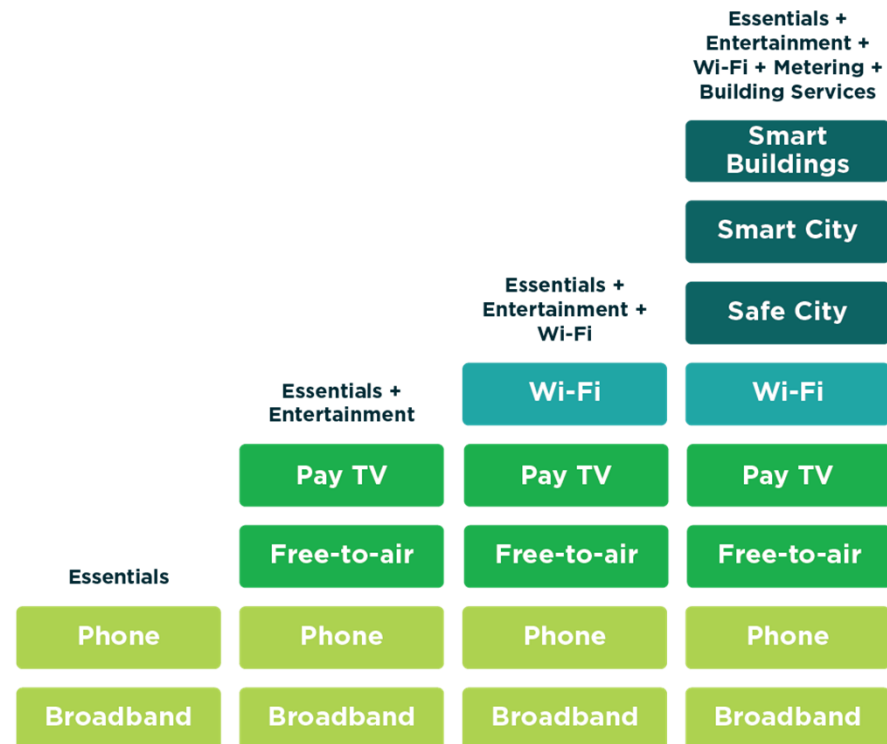 Essentials +
Entertainment +
Wi-Fi + Metering +
Building Services
Smart
Buildings
Smart City
Essentials +
Entertainment +
Wi-Fi
Safe City
Essentials +
Entertainment
Wi-Fi
Wi-Fi
Pay TV
Pay TV
Pay TV
Essentials
Free-to-air
Free-to-air
Free-to-air
Phone
Phone
Phone
Phone
Broadband
Broadband
Broadband
Broadband